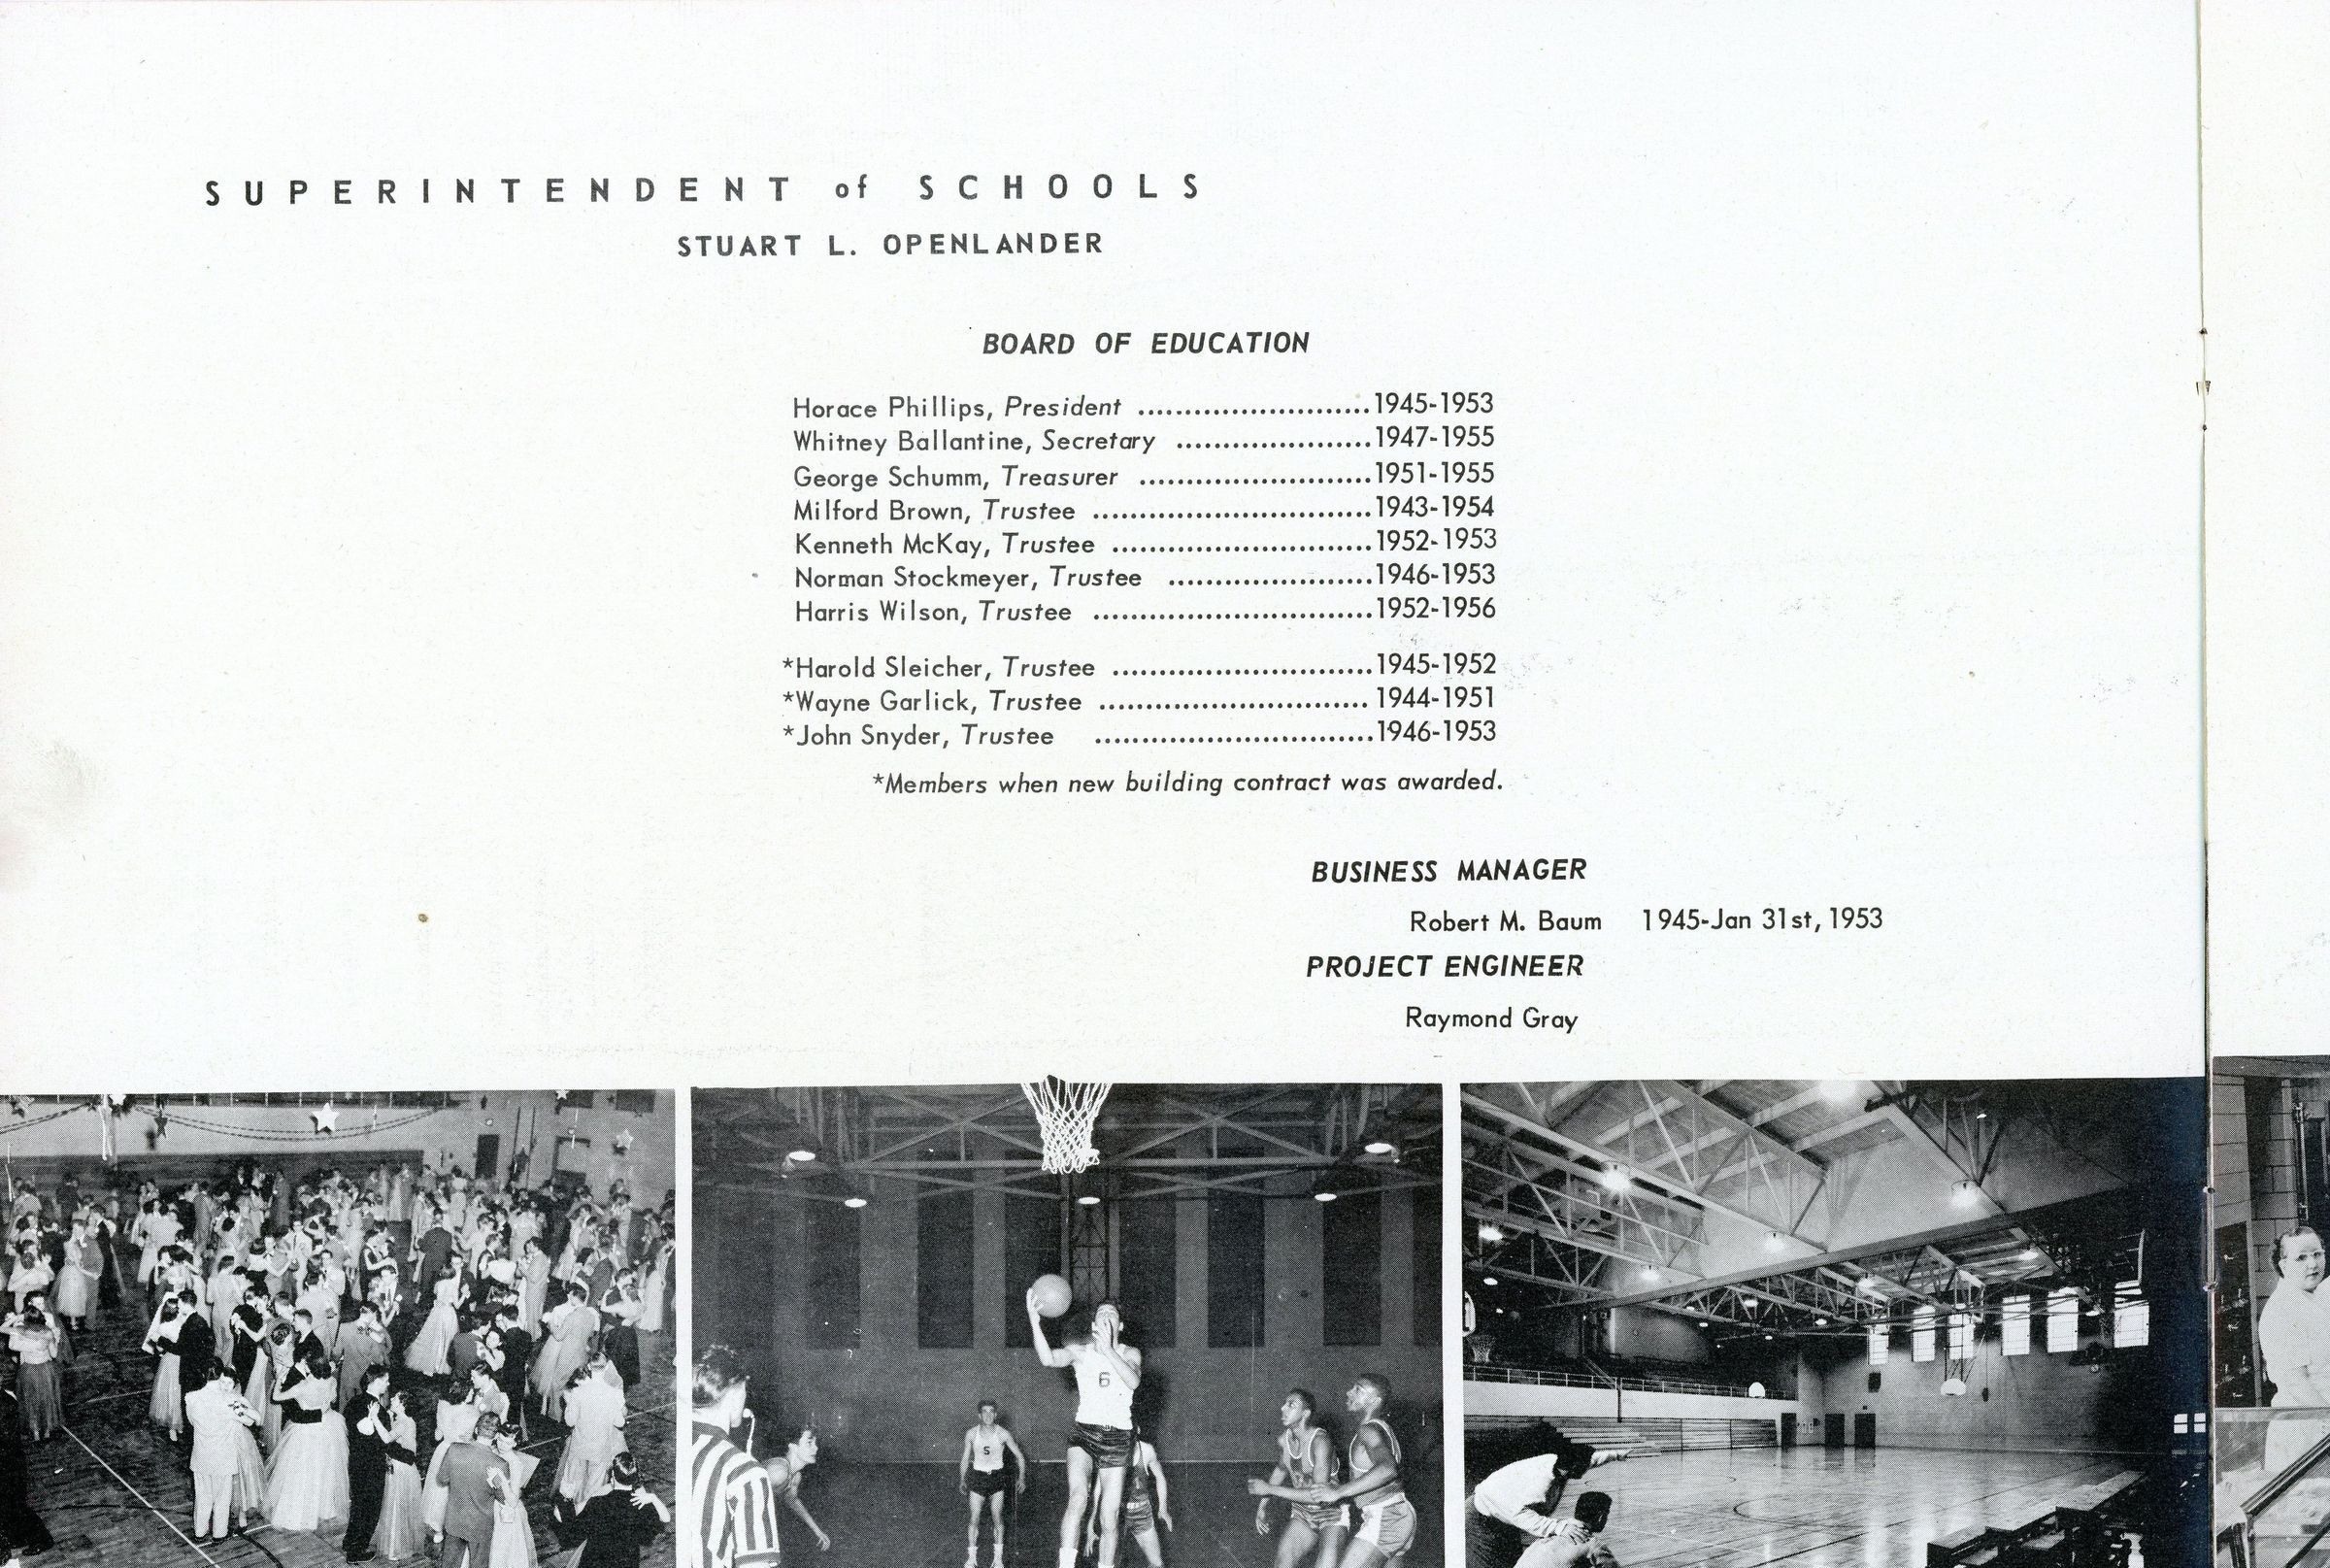 SUPERINTENDENT of SCHOOLS
STUART L. OPENLANDER
BOARD OF EDUCATION
Horace Phillips, President .........................1945-1953
Whitney Ballantine, Secretary .....................1947-1955
George Schumm, Treasurer .........................1951-1955
Milford Brown, Trustee ..............................1943-1954
Kenneth McKay, Trustee ............................1952-1953
Norman Stockmeyer, Trustee ......................1946-1953
Harris Wilson, Trustee ..............................1952-1956
*Harold Sleicher, Trustee ............................1945-1952
*Wayne Garlick, Trustee .............................1944-1951
*John Snyder, Trustee ..............................1946-1953
*Members when new building contract was awarded.
BUSINESS MANAGER
Robert M. Baum 1945-Jan 31st, 1953
PROJECT ENGINEER
Raymond Gray
6
5